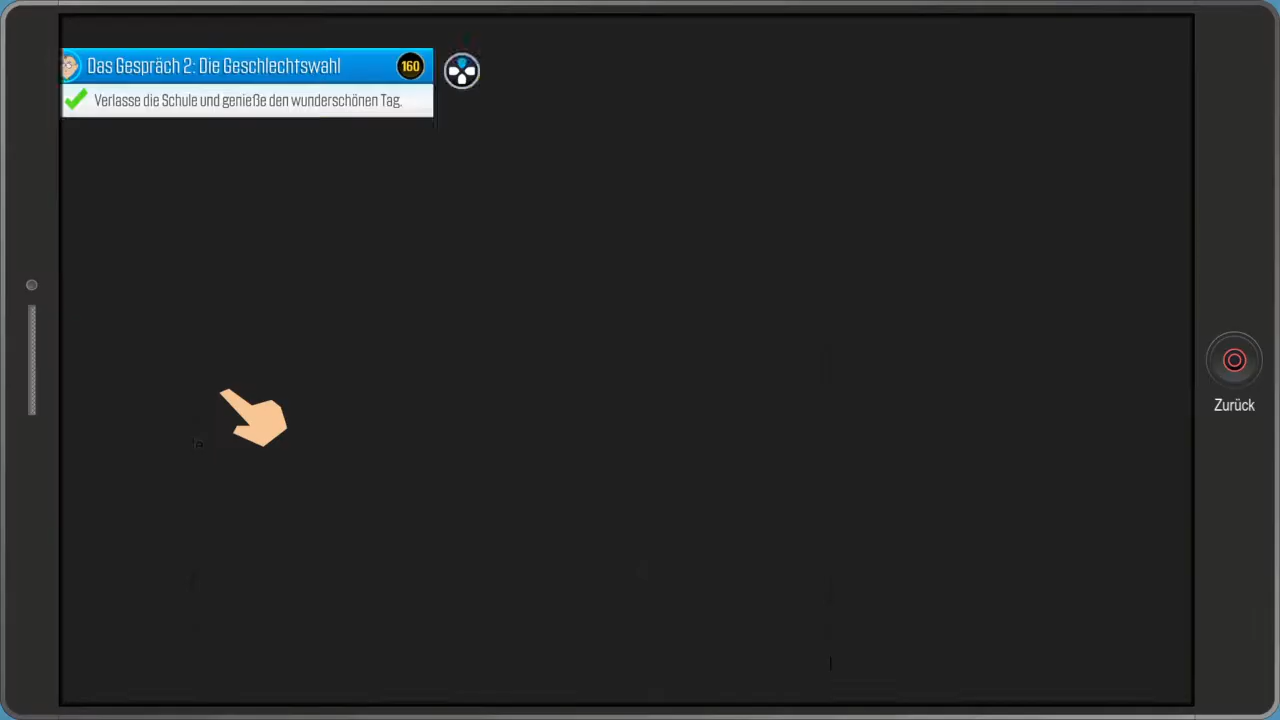 Das Gespräch 2: Die Geschlechtswahl 160
Verlasse die Schule und genieße den wunderschönen Tag.
Zurück